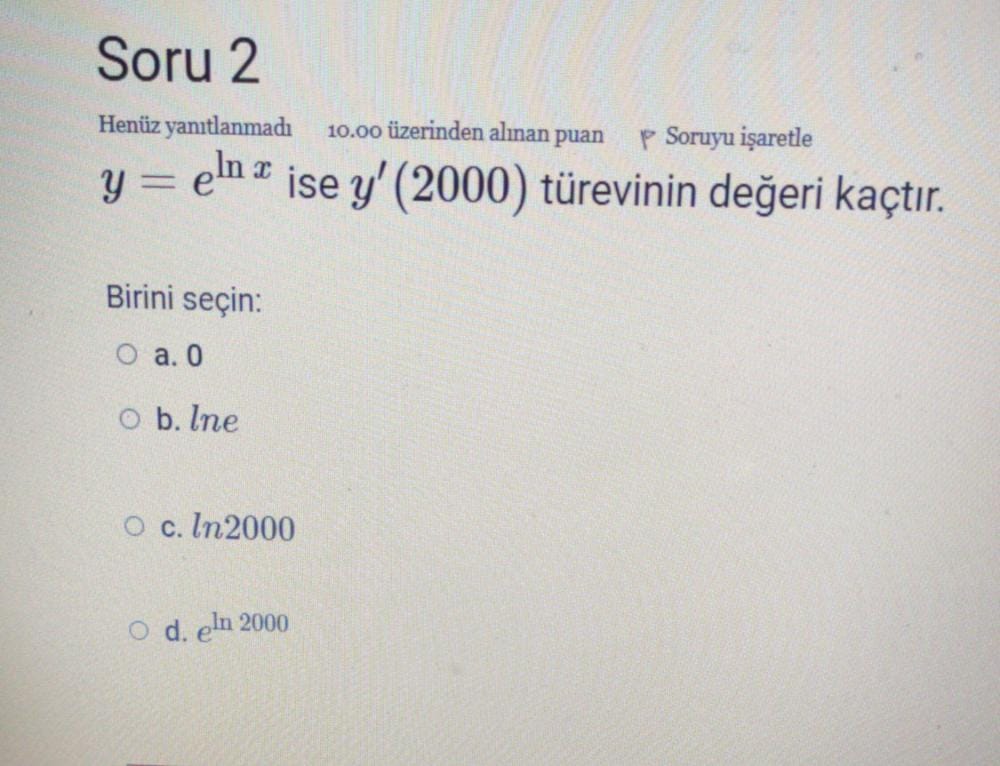 Soru 2
Henüz yanıtlanmadı 10.00 üzerinden alınan puan Soruyu işaretle
y = e^{ln x} ise y'(2000) türevinin değeri kaçtır.
Birini seçin:
a. 0
b. lne
c. ln2000
d. e^{ln 2000}